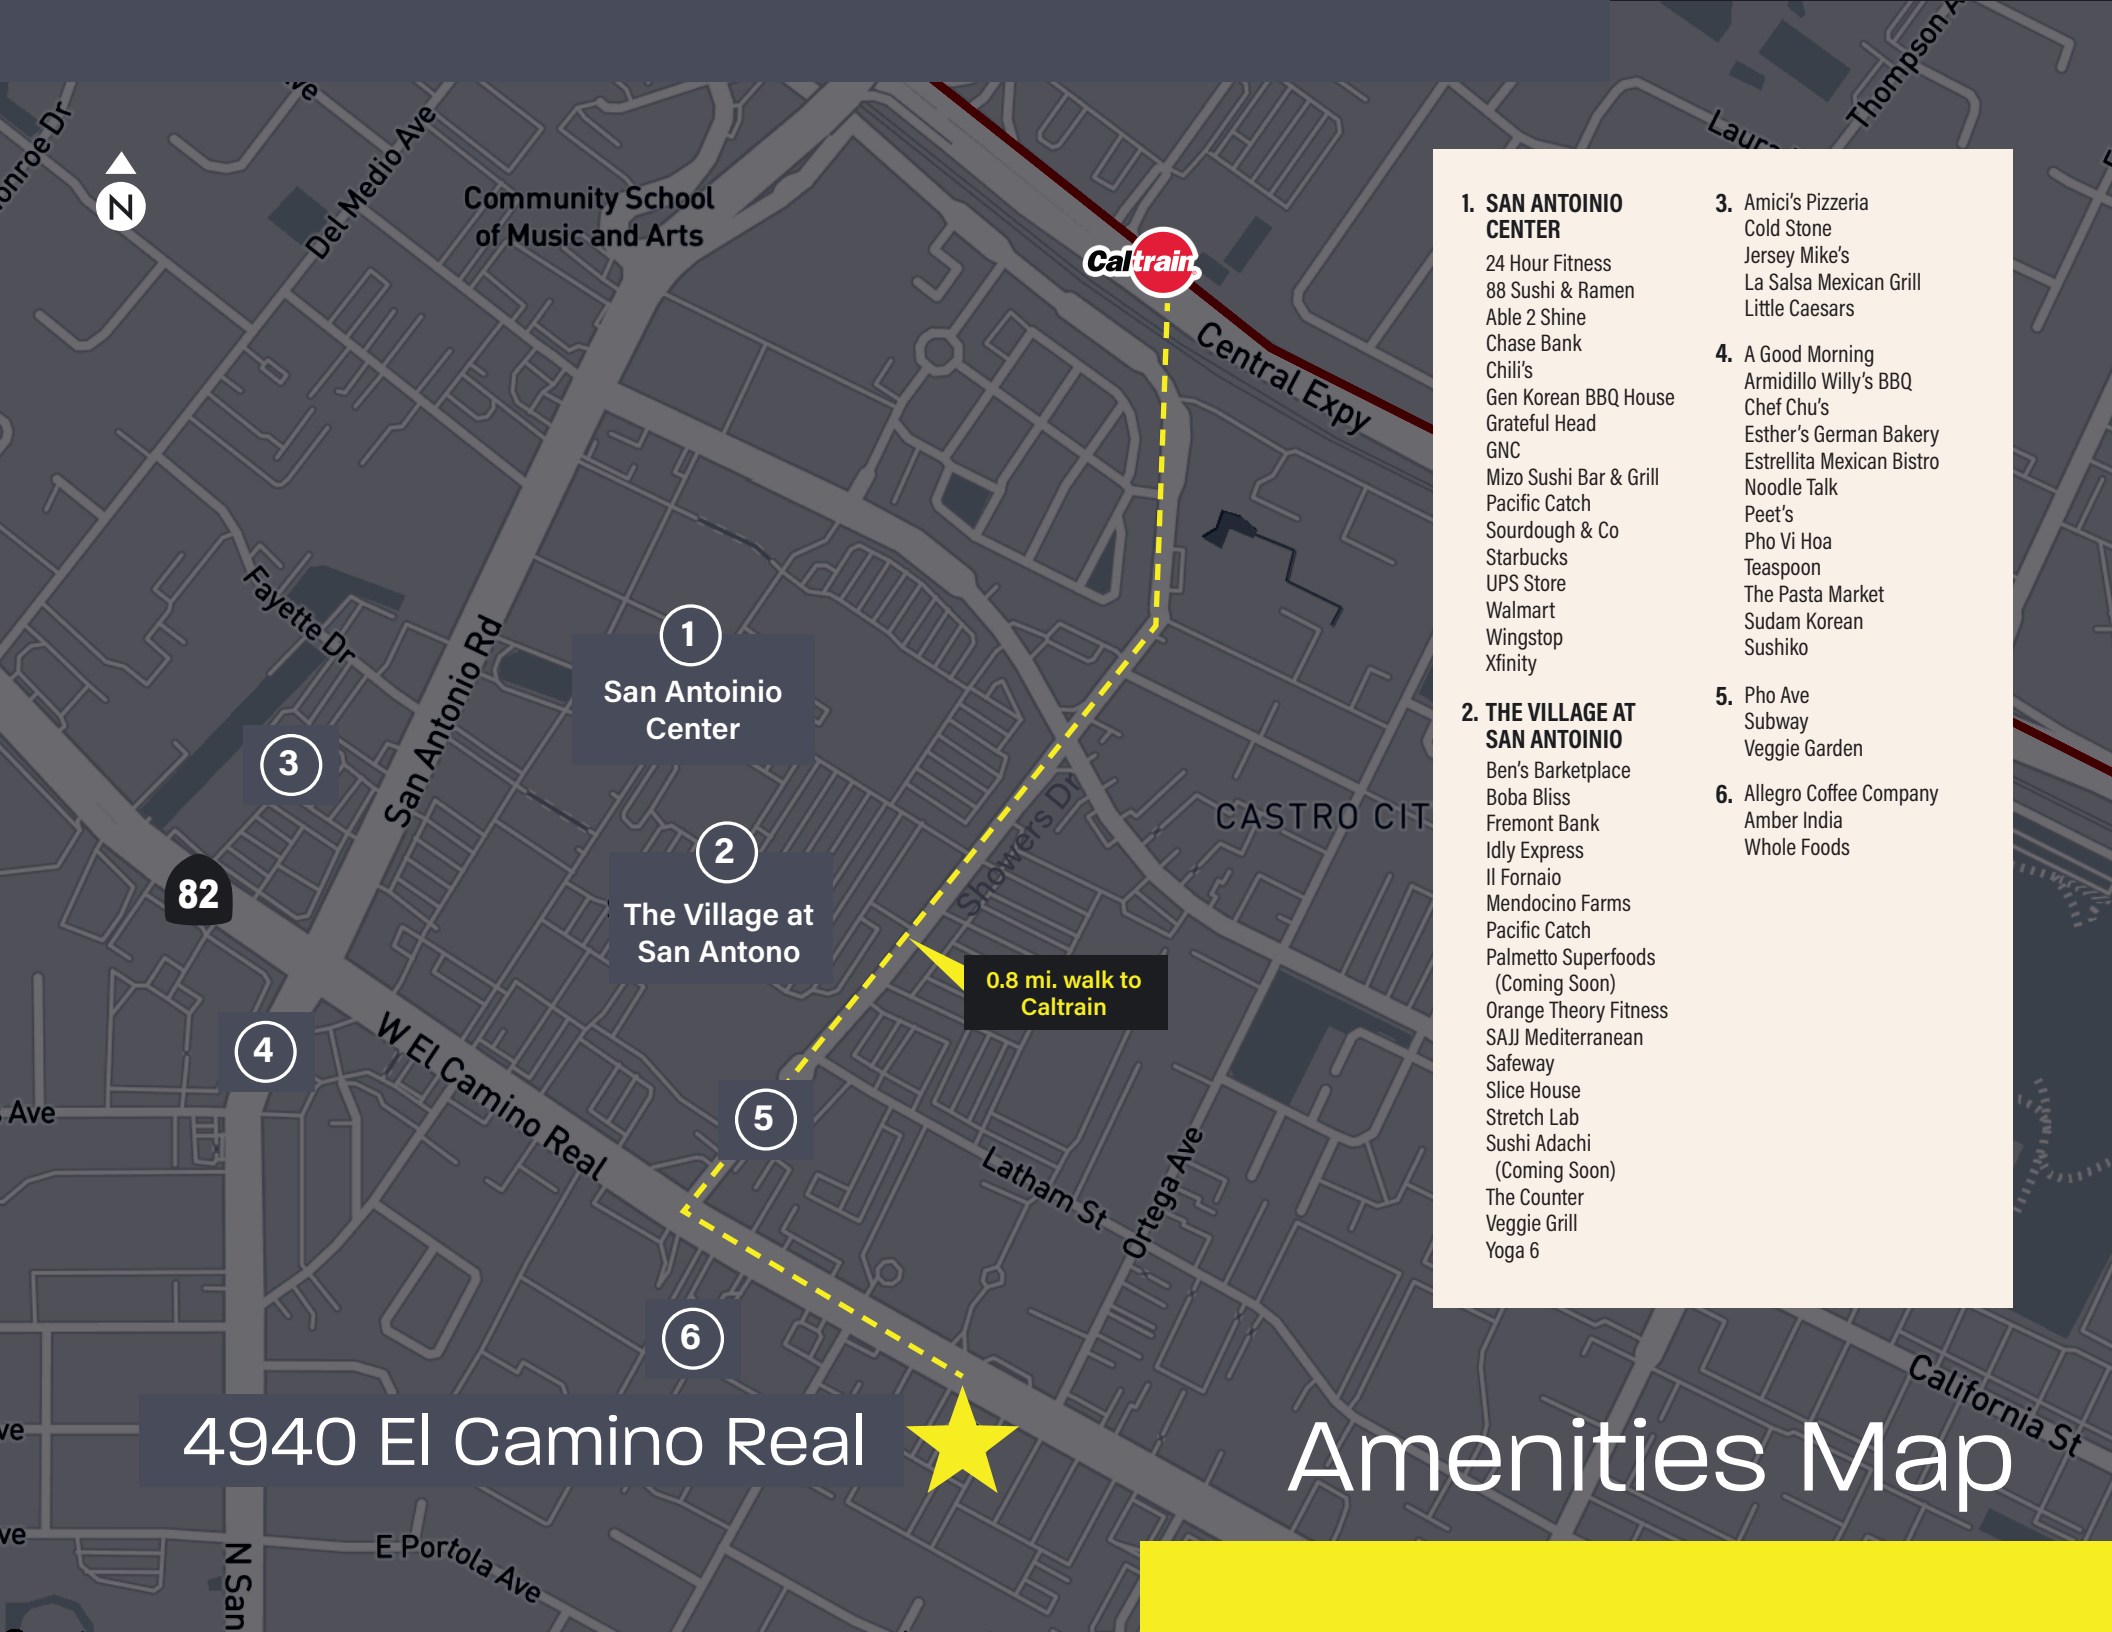 Thompson A
Laura
onroe Dr
ve
Del Medio Ave
N
Community School
of Music and Arts
Caltrain
Central Expy
Fayette Dr
San Antonio Rd
1
San Antoinio
Center
3
2
The Village at
San Antono
Showers Dr
CASTRO CIT
82
0.8 mi. walk to
Caltrain
4
W El Camino Real
Ave
5
Latham St
Ortega Ave
6
4940 El Camino Real
ve
ve
E Portola Ave
N San
California St
Amenities Map
1. SAN ANTOINIO
CENTER
24 Hour Fitness
88 Sushi & Ramen
Able 2 Shine
Chase Bank
Chili's
Gen Korean BBQ House
Grateful Head
GNC
Mizo Sushi Bar & Grill
Pacific Catch
Sourdough & Co
Starbucks
UPS Store
Walmart
Wingstop
Xfinity
2. THE VILLAGE AT
SAN ANTOINIO
Ben's Barketplace
Boba Bliss
Fremont Bank
Idly Express
Il Fornaio
Mendocino Farms
Pacific Catch
Palmetto Superfoods
(Coming Soon)
Orange Theory Fitness
SAJJ Mediterranean
Safeway
Slice House
Stretch Lab
Sushi Adachi
(Coming Soon)
The Counter
Veggie Grill
Yoga 6
3. Amici's Pizzeria
Cold Stone
Jersey Mike's
La Salsa Mexican Grill
Little Caesars
4. A Good Morning
Armidillo Willy's BBQ
Chef Chu's
Esther's German Bakery
Estrellita Mexican Bistro
Noodle Talk
Peet's
Pho Vi Hoa
Teaspoon
The Pasta Market
Sudam Korean
Sushiko
5. Pho Ave
Subway
Veggie Garden
6. Allegro Coffee Company
Amber India
Whole Foods